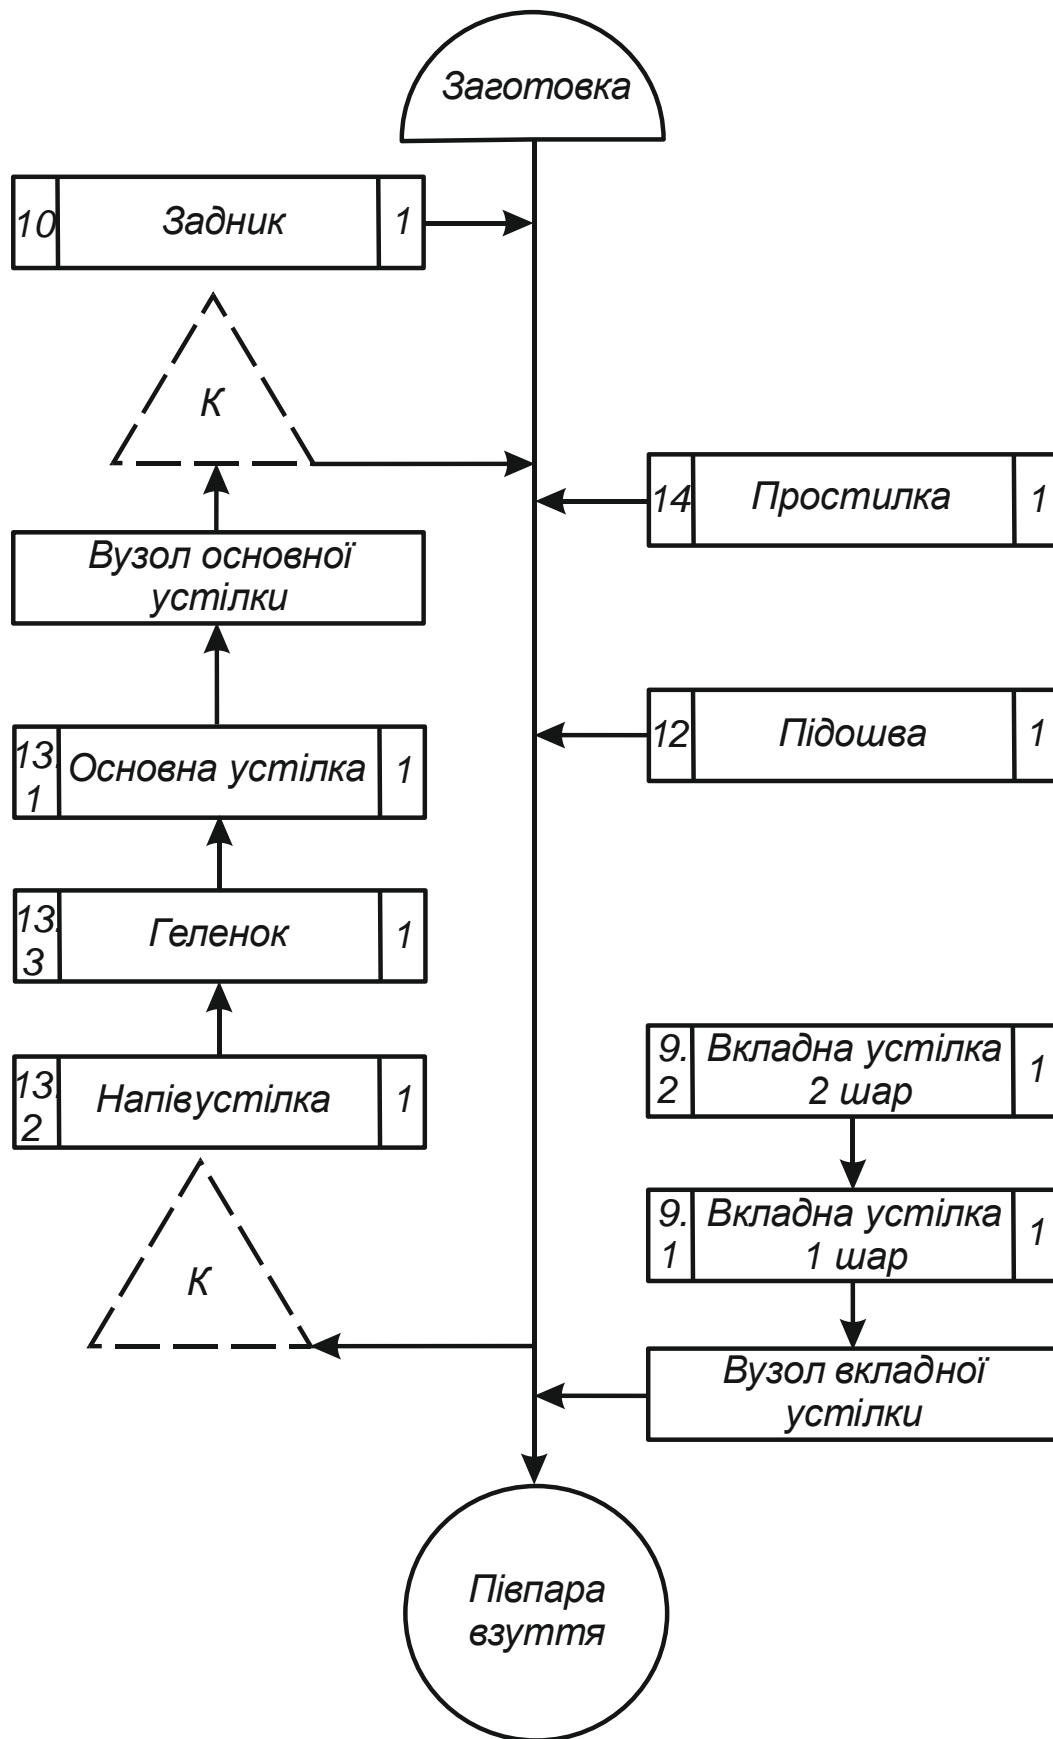 Заготовка
10 Задник 1
К
14 Простилка 1
Вузол основної
устілки
12 Підошва 1
13.
1
Основна устілка 1
13.
3
Геленок 1
13.
2
Напівустілка 1
9.
2
Вкладна устілка
2 шар
1
9.
1
Вкладна устілка
1 шар
1
К
Вузол вкладної
устілки
Півпара
взуття